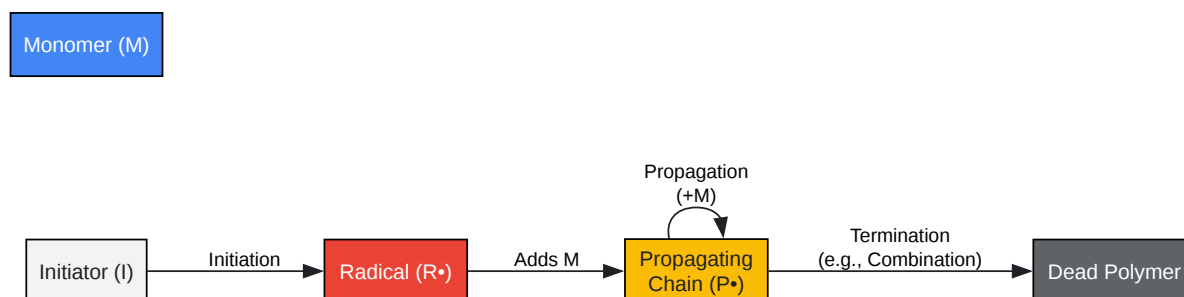 Monomer (M)
Propagation
(+M)
Initiator (I)
Initiation
Radical (R•)
Adds M
Propagating
Chain (P•)
Termination
(e.g., Combination)
Dead Polymer